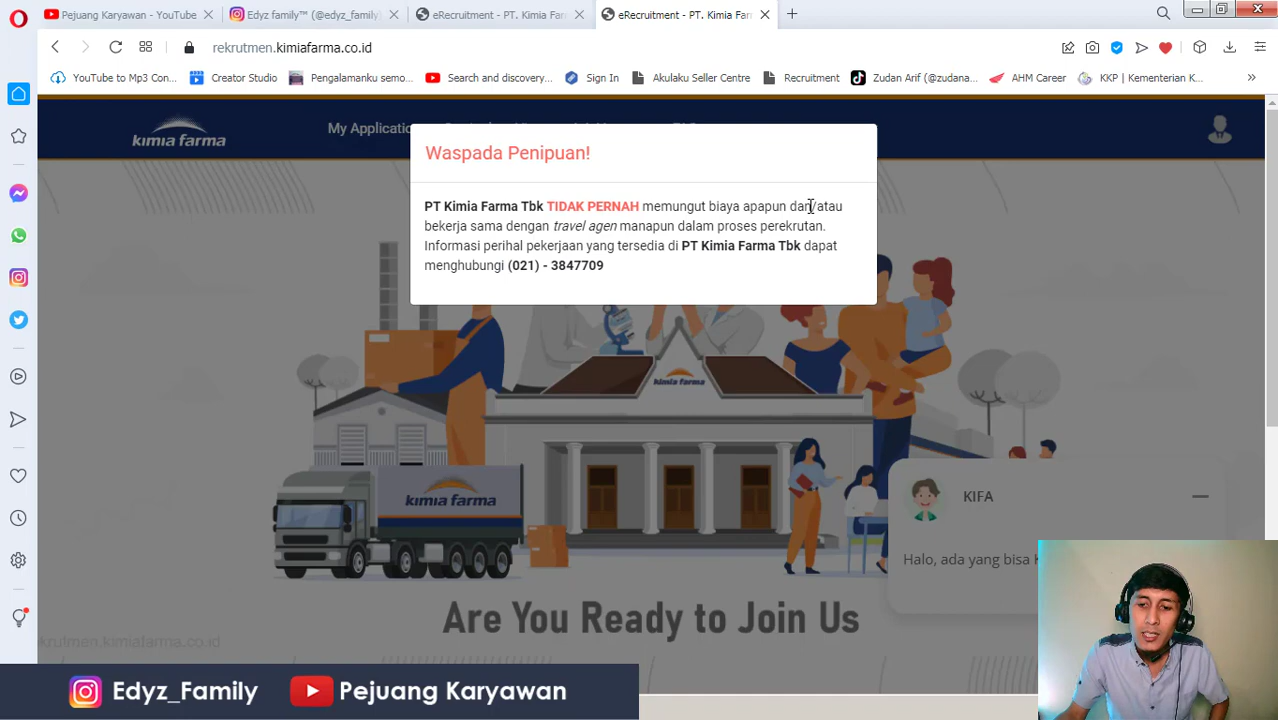 Pejuang Karyawan - YouTube
Edyz family™ (@edyz_family)
eRecruitment - PT. Kimia Far
eRecruitment - PT. Kimia Far
rekrutmen.kimiafarma.co.id
YouTube to Mp3 Con...
Creator Studio
Pengalamanku semo...
Search and discovery...
Sign In
Akulaku Seller Centre
Recruitment
Zudan Arif (@zudana...
AHM Career
KKP | Kementerian K...
kimia farma
My Applicatio
Waspada Penipuan!
PT Kimia Farma Tbk TIDAK PERNAH memungut biaya apapun dan/atau
bekerja sama dengan travel agen manapun dalam proses perekrutan.
Informasi perihal pekerjaan yang tersedia di PT Kimia Farma Tbk dapat
menghubungi (021) - 3847709
kimia farma
kimia farma
KIFA
Halo, ada yang bisa
Are You Ready to Join Us
krutmen.kimiafarma.co.id
Edyz_Family
Pejuang Karyawan